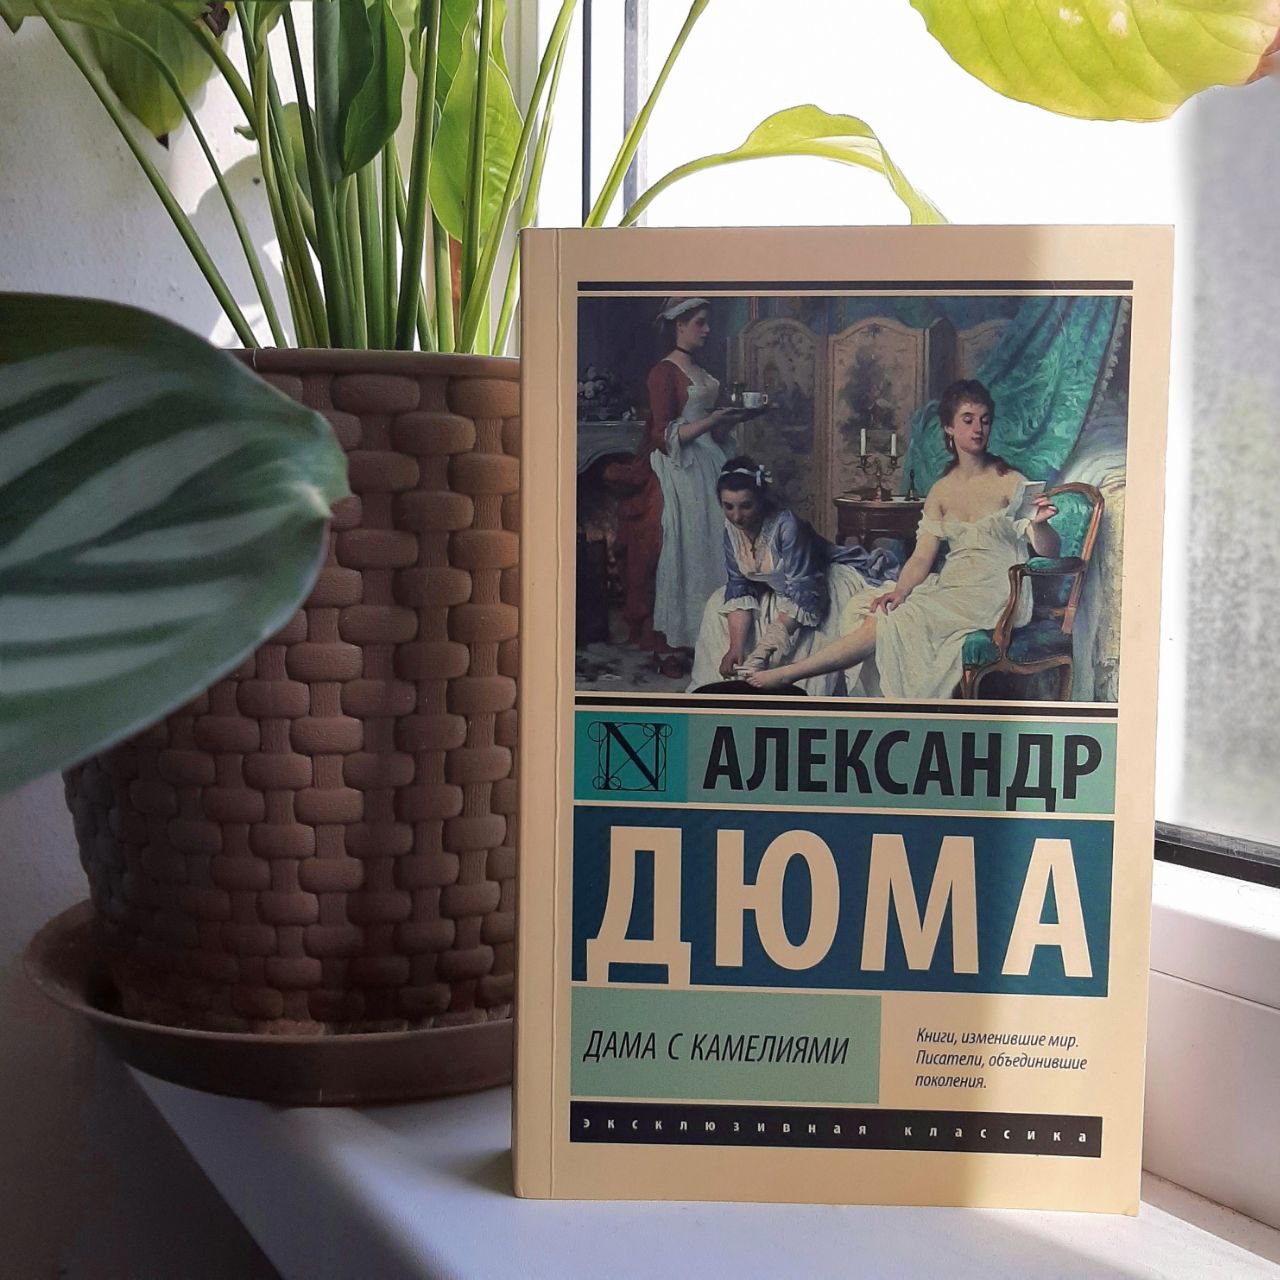 N АЛЕКСАНДР
ДЮМА
ДАМА С КАМЕЛИЯМИ
Книги, изменившие мир.
Писатели, объединившие
поколения.
эксклюзивная классика